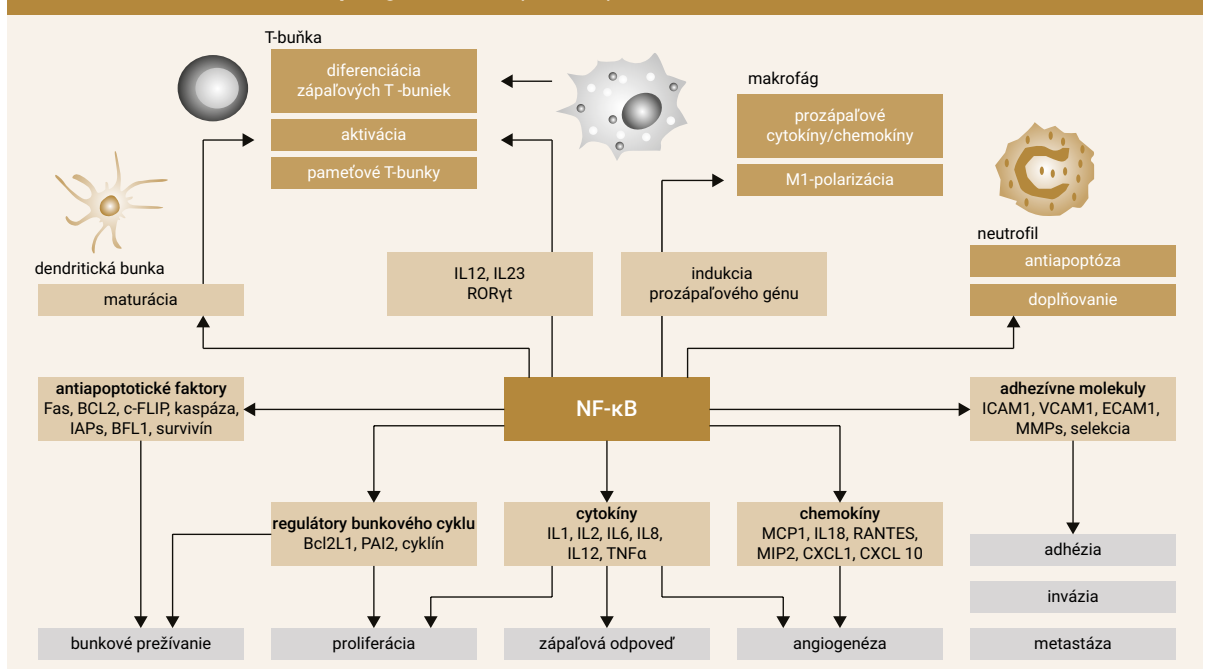 T-buňka
diferenciácia
zápaľových T -buniek
aktivácia
pameťové T-bunky
makrofág
prozápaľové
cytokíny/chemokíny
M1-polarizácia
neutrofil
antiapoptóza
doplňovanie
dendritická bunka
maturácia
IL12, IL23
RORγt
indukcia
prozápaľového génu
antiapoptotické faktory
Fas, BCL2, c-FLIP, kaspáza,
IAPs, BFL1, survivín
NF-κB
adhezívne molekuly
ICAM1, VCAM1, ECAM1,
MMPs, selekcia
regulátory bunkového cyklu
Bcl2L1, PAI2, cyklín
cytokíny
IL1, IL2, IL6, IL8,
IL12, TNFα
chemokíny
MCP1, IL18, RANTES,
MIP2, CXCL1, CXCL 10
adhézia
invázia
bunkové prežívanie
proliferácia
zápaľová odpoveď
angiogenéza
metastáza